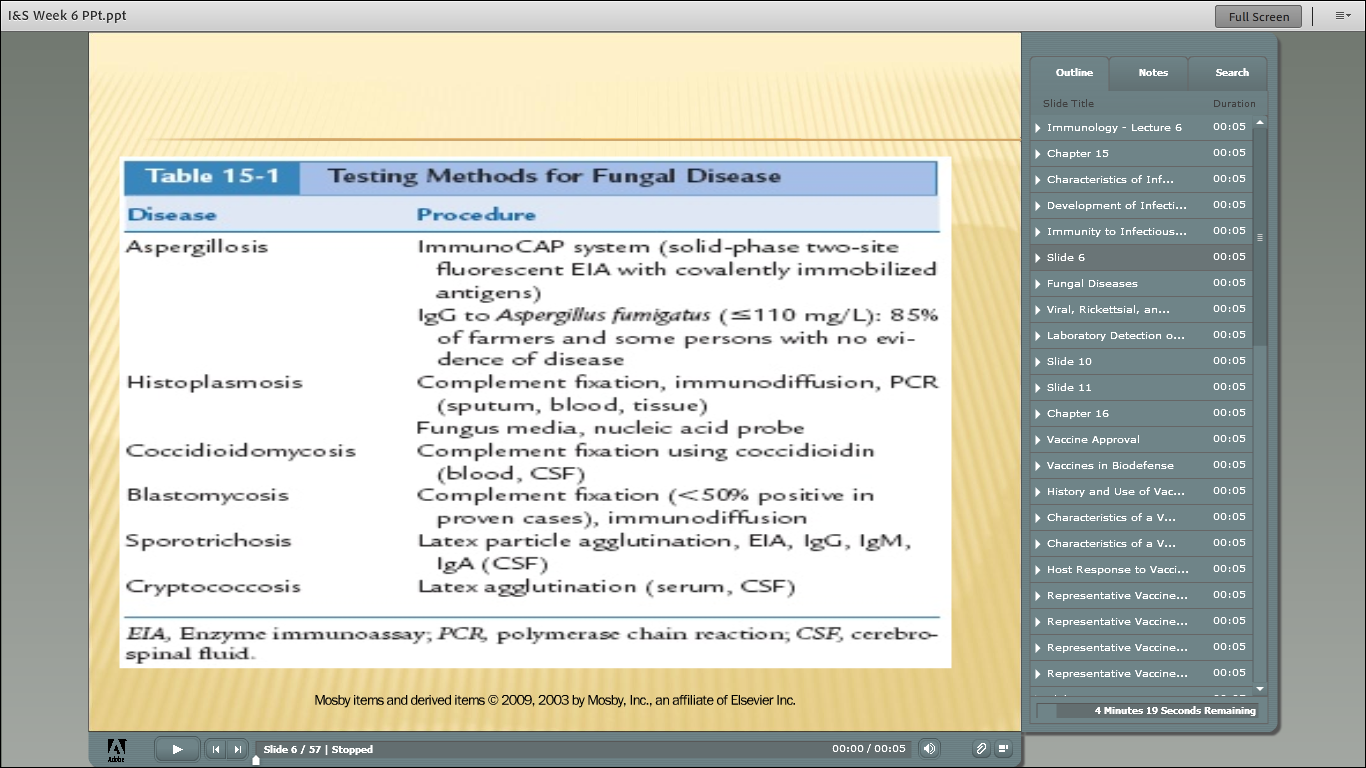 I&S Week 6 PPt.ppt
Full Screen
Table 15-1 Testing Methods for Fungal Disease
Disease Procedure
Aspergillosis ImmunoCAP system (solid-phase two-site
fluorescent EIA with covalently immobilized
antigens)
IgG to Aspergillus fumigatus (≤110 mg/L): 85%
of farmers and some persons with no evi-
dence of disease
Histoplasmosis Complement fixation, immunodiffusion, PCR
(sputum, blood, tissue)
Fungus media, nucleic acid probe
Coccidioidomycosis Complement fixation using coccidioidin
(blood, CSF)
Blastomycosis Complement fixation (<50% positive in
proven cases), immunodiffusion
Sporotrichosis Latex particle agglutination, EIA, IgG, IgM,
IgA (CSF)
Cryptococcosis Latex agglutination (serum, CSF)
EIA, Enzyme immunoassay; PCR, polymerase chain reaction; CSF, cerebro-
spinal fluid.
Mosby items and derived items © 2009, 2003 by Mosby, Inc., an affiliate of Elsevier Inc.
Adobe
Slide 6 / 57 | Stopped
00:00 / 00:05
Outline Notes Search
Slide Title Duration
Immunology - Lecture 6 00:05
Chapter 15 00:05
Characteristics of Inf... 00:05
Development of Infecti... 00:05
Immunity to Infectious... 00:05
Slide 6 00:05
Fungal Diseases 00:05
Viral, Rickettsial, an... 00:05
Laboratory Detection o... 00:05
Slide 10 00:05
Slide 11 00:05
Chapter 16 00:05
Vaccine Approval 00:05
Vaccines in Biodefense 00:05
History and Use of Vac... 00:05
Characteristics of a V... 00:05
Characteristics of a V... 00:05
Host Response to Vacci... 00:05
Representative Vaccine... 00:05
Representative Vaccine... 00:05
Representative Vaccine... 00:05
Representative Vaccine... 00:05
4 Minutes 19 Seconds Remaining